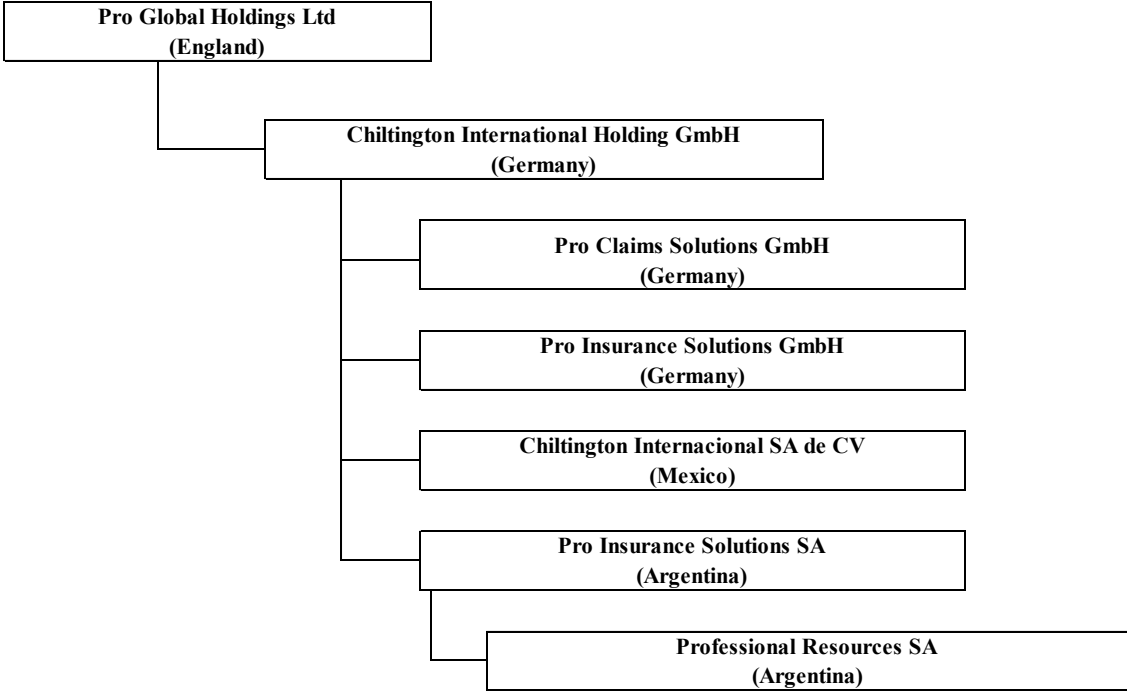 Pro Global Holdings Ltd
(England)
Chiltington International Holding GmbH
(Germany)
Pro Claims Solutions GmbH
(Germany)
Pro Insurance Solutions GmbH
(Germany)
Chiltington Internacional SA de CV
(Mexico)
Pro Insurance Solutions SA
(Argentina)
Professional Resources SA
(Argentina)